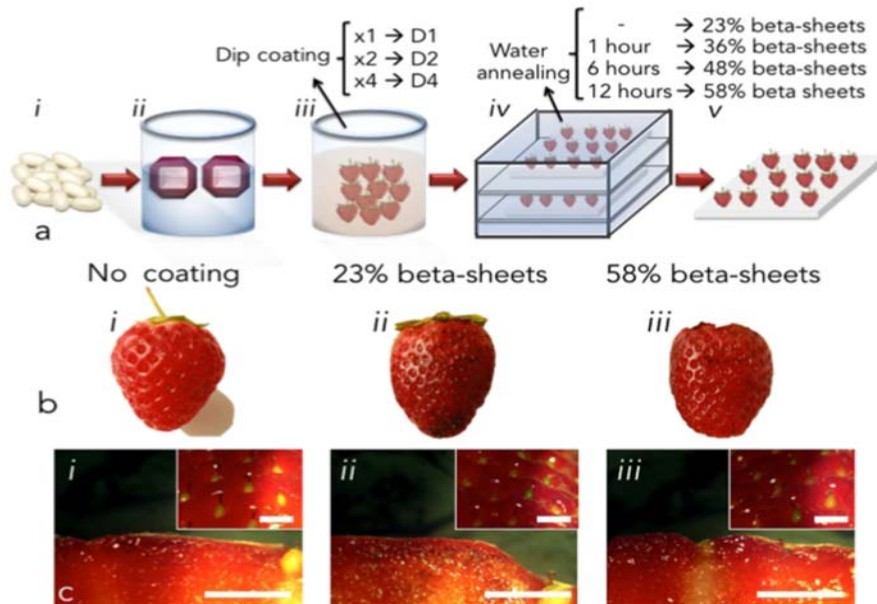 Dip coating
x1 → D1
x2 → D2
x4 → D4
Water
annealing
- → 23% beta-sheets
1 hour → 36% beta-sheets
6 hours → 48% beta-sheets
12 hours → 58% beta sheets
i
ii
iii
iv
v
a
No coating
23% beta-sheets
58% beta-sheets
i
ii
iii
b
i
ii
iii
c